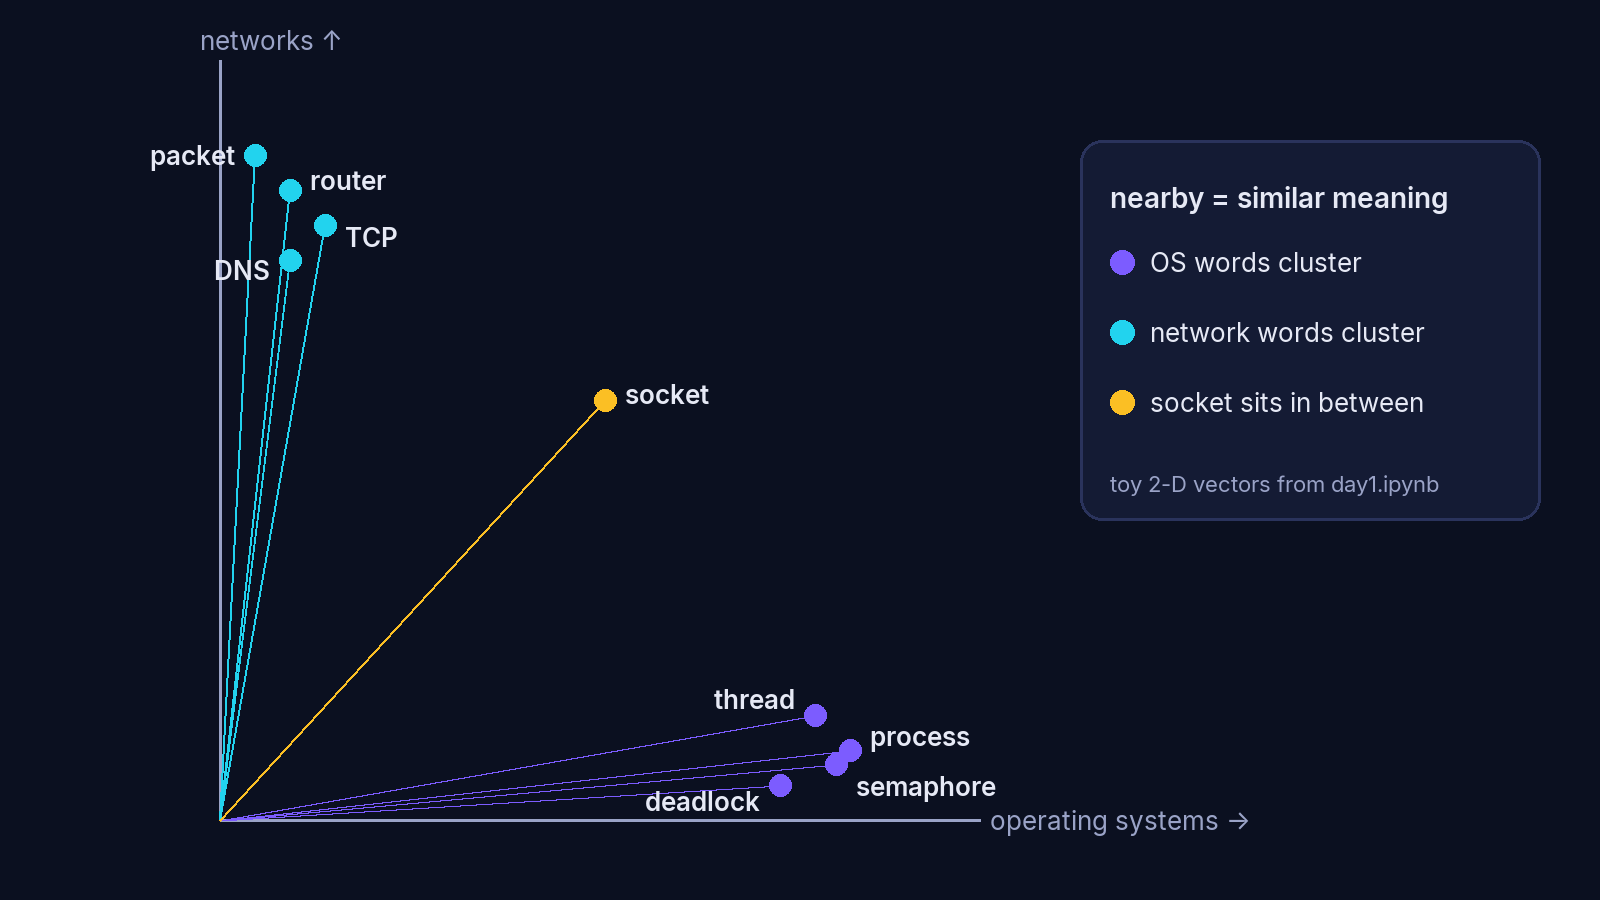 networks ↑
packet
router
TCP
DNS
socket
thread
process
semaphore
deadlock
operating systems →
nearby = similar meaning
OS words cluster
network words cluster
socket sits in between
toy 2-D vectors from day1.ipynb